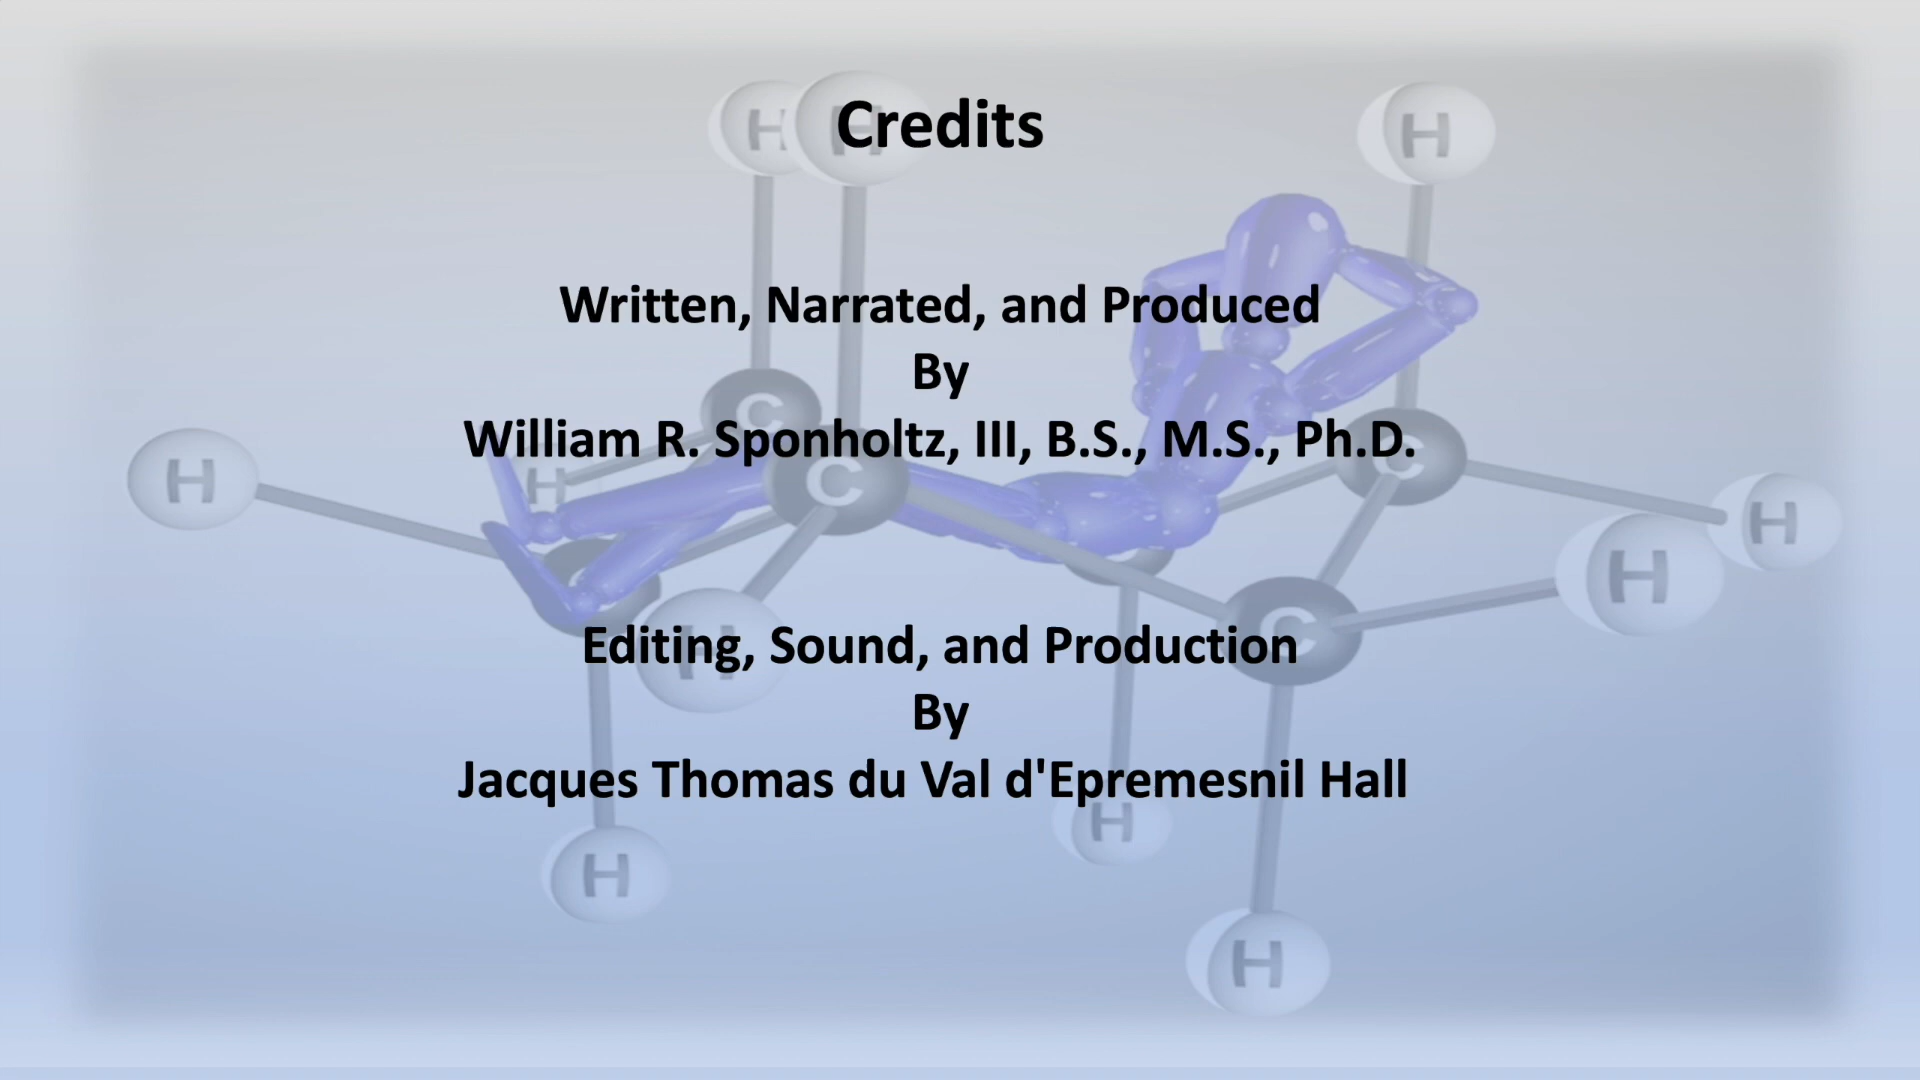 Credits
Written, Narrated, and Produced
By
William R. Sponholtz, III, B.S., M.S., Ph.D.
Editing, Sound, and Production
By
Jacques Thomas du Val d'Epremesnil Hall
H
H
H
C
C
H
H
C
H
H
C
H
C
H
H
H